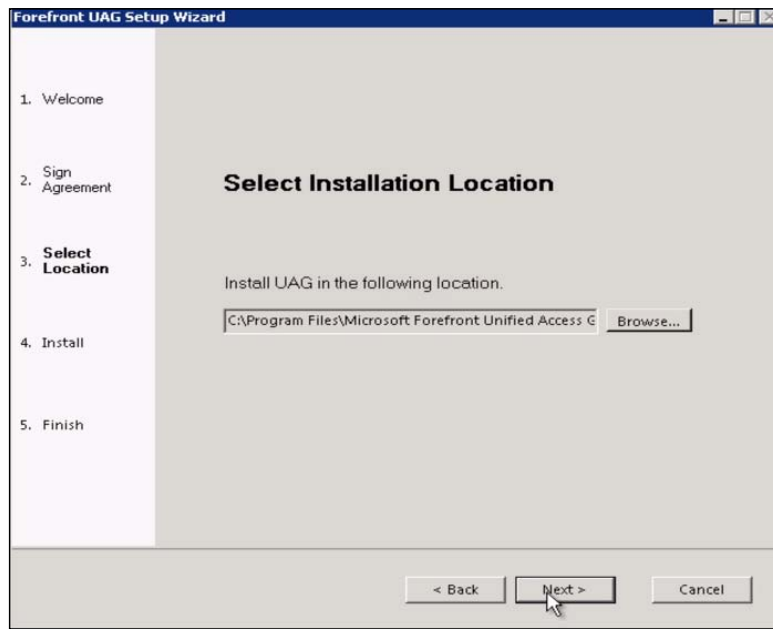 Forefront UAG Setup Wizard
1. Welcome
2. Sign
Agreement
3. Select
Location
4. Install
5. Finish
Select Installation Location
Install UAG in the following location.
C:\Program Files\Microsoft Forefront Unified Access G
Browse...
< Back
Next >
Cancel